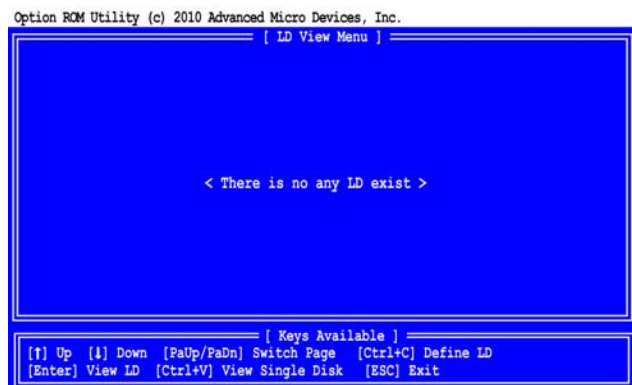 Option ROM Utility (c) 2010 Advanced Micro Devices, Inc.
[ LD View Menu ]
< There is no any LD exist >
[ Keys Available ]
[↑] Up [↓] Down [PaUp/PaDn] Switch Page [Ctrl+C] Define LD
[Enter] View LD [Ctrl+V] View Single Disk [ESC] Exit